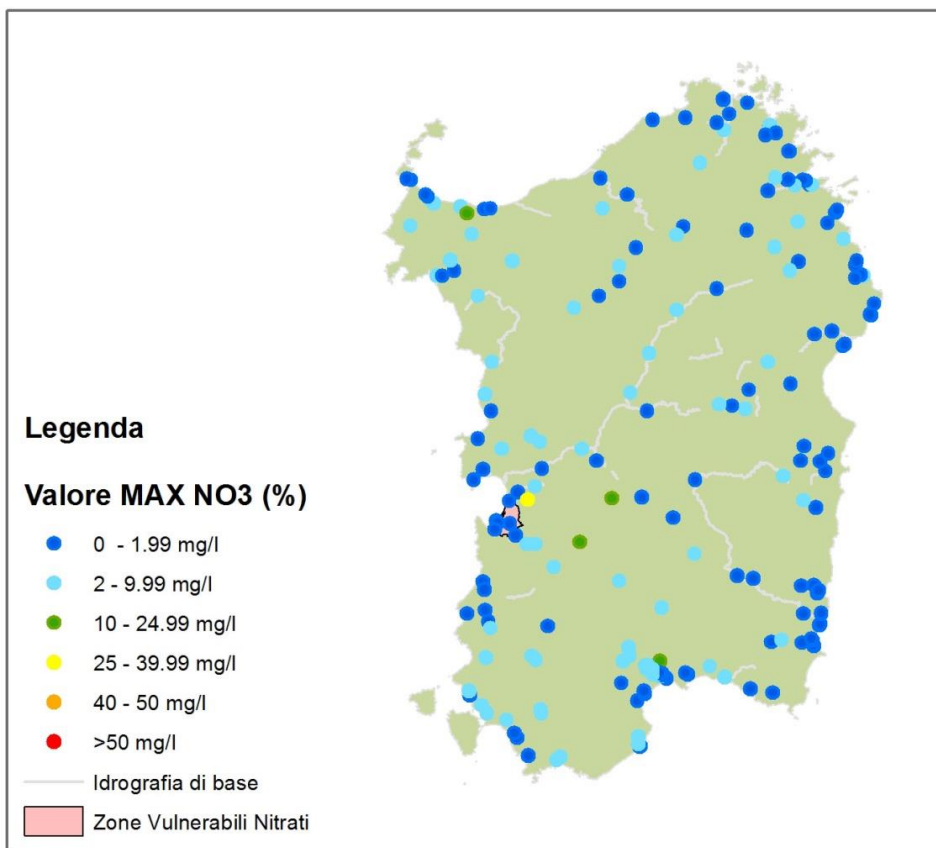 Legenda
Valore MAX NO3 (%)
0 - 1.99 mg/l
2 - 9.99 mg/l
10 - 24.99 mg/l
25 - 39.99 mg/l
40 - 50 mg/l
>50 mg/l
Idrografia di base
Zone Vulnerabili Nitrati